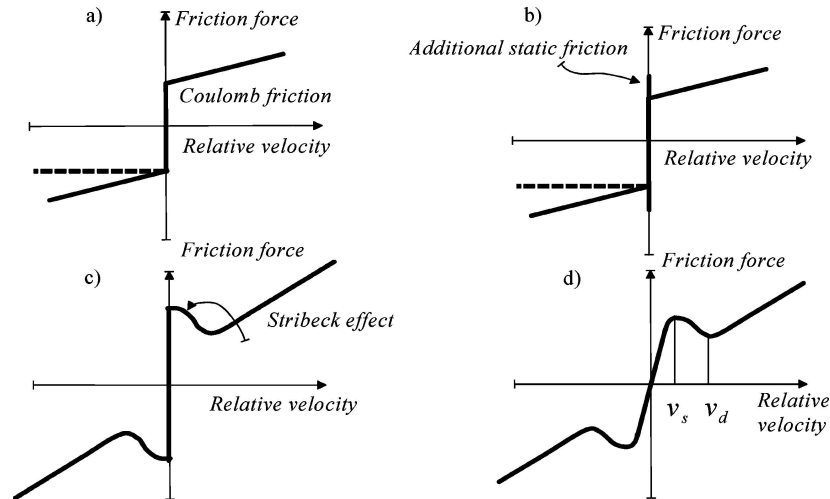 a)
Friction force
Coulomb friction
Relative velocity
b)
Friction force
Additional static friction
Relative velocity
c)
Friction force
Stribeck effect
Relative velocity
d)
Friction force
v_s
v_d
Relative
velocity